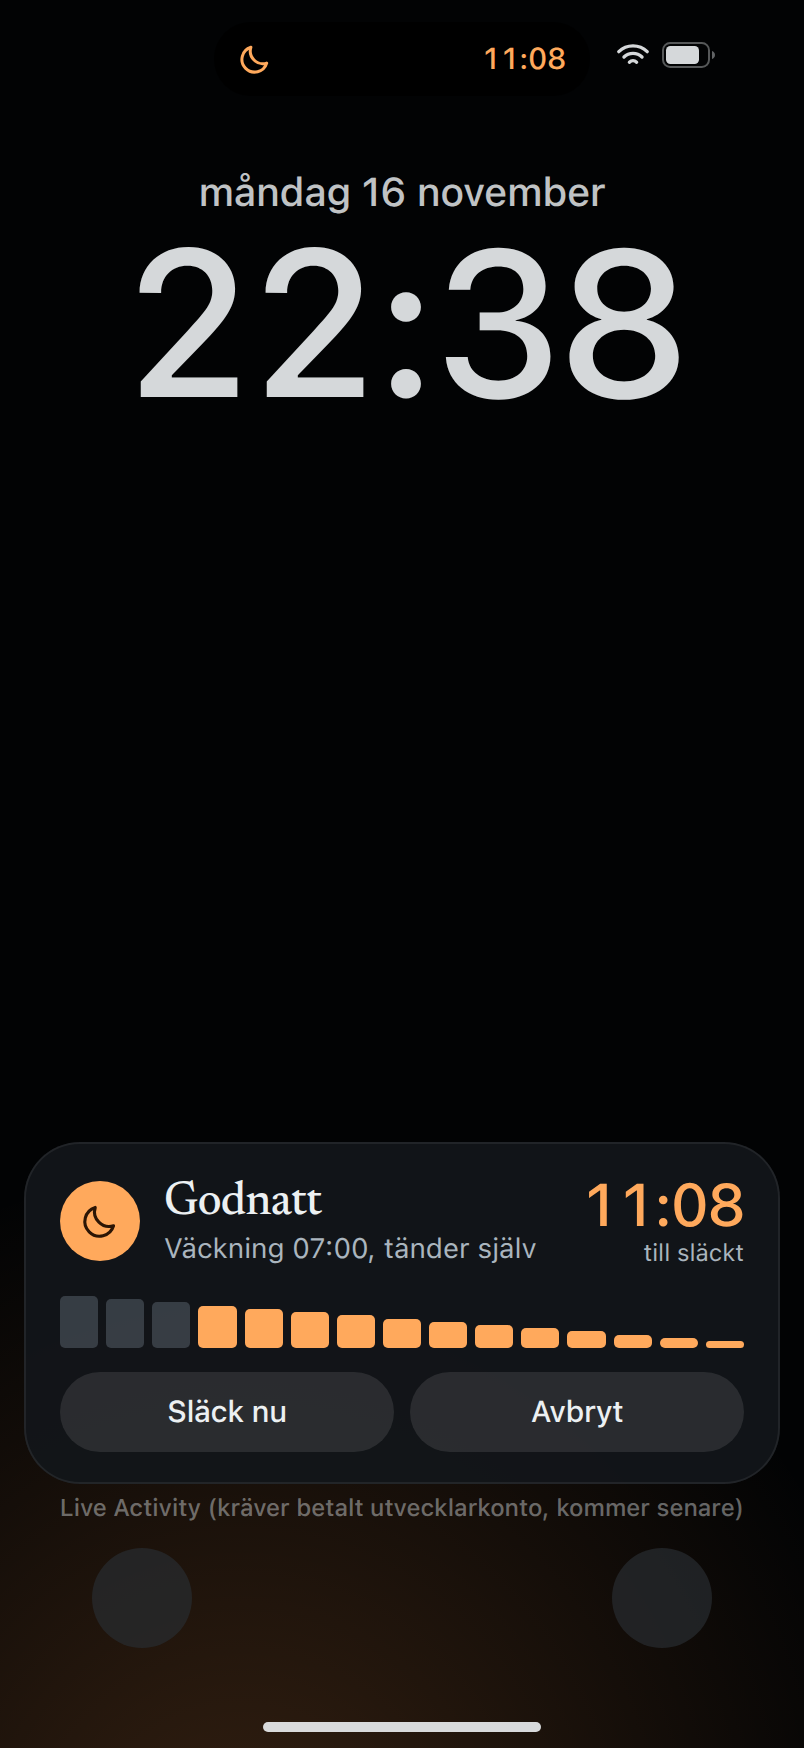 11:08
måndag 16 november
22:38
Godnatt
11:08
Väckning 07:00, tänder själv
till släckt
Släck nu
Avbryt
Live Activity (kräver betalt utvecklarkonto, kommer senare)